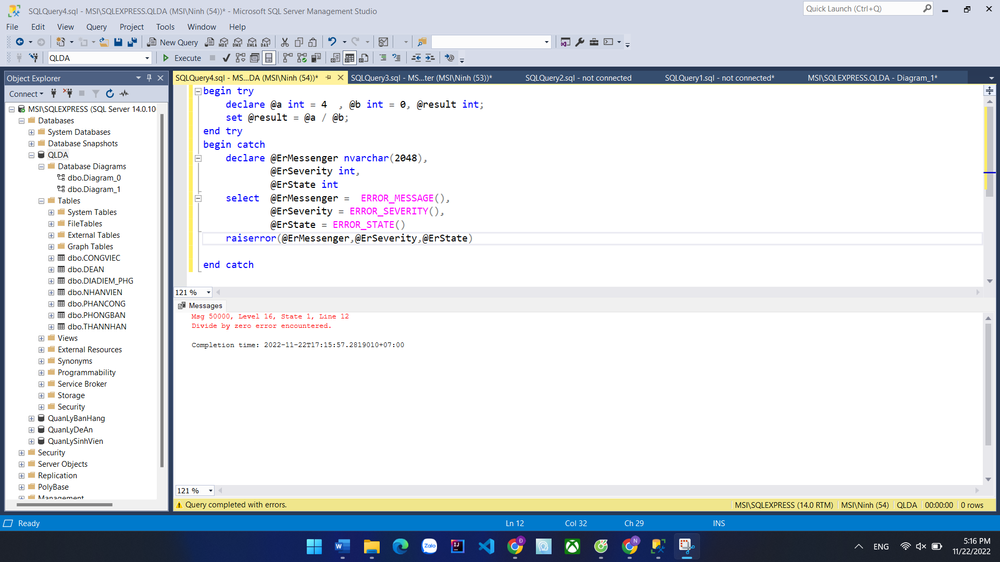 SQLQuery4.sql - MSI\SQLEXPRESS.QLDA (MSI\Ninh (54))* - Microsoft SQL Server Management Studio
Quick Launch (Ctrl+Q)
File Edit View Query Project Tools Window Help
New Query MDX DMX XMLA DAX
QLDA Execute
Object Explorer
Connect
MSI\SQLEXPRESS (SQL Server 14.0.10
Databases
System Databases
Database Snapshots
QLDA
Database Diagrams
dbo.Diagram_0
dbo.Diagram_1
Tables
System Tables
FileTables
External Tables
Graph Tables
dbo.CONGVIEC
dbo.DEAN
dbo.DIADIEM_PHG
dbo.NHANVIEN
dbo.PHANCONG
dbo.PHONGBAN
dbo.THANNHAN
Views
External Resources
Synonyms
Programmability
Service Broker
Storage
Security
QuanLyBanHang
QuanLyDeAn
QuanLySinhVien
Security
Server Objects
Replication
PolyBase
Management
SQLQuery4.sql - MS...DA (MSI\Ninh (54))* SQLQuery3.sql - MS...ter (MSI\Ninh (53))* SQLQuery2.sql - not connected SQLQuery1.sql - not connected* MSI\SQLEXPRESS.QLDA - Diagram_1*
begin try
declare @a int = 4  , @b int = 0, @result int;
set @result = @a / @b;
end try
begin catch
declare @ErMessenger nvarchar(2048),
@ErSeverity int,
@ErState int
select  @ErMessenger =  ERROR_MESSAGE(),
@ErSeverity = ERROR_SEVERITY(),
@ErState = ERROR_STATE()
raiserror(@ErMessenger,@ErSeverity,@ErState)
end catch
121 %
Messages
Msg 50000, Level 16, State 1, Line 12
Divide by zero error encountered.
Completion time: 2022-11-22T17:15:57.2819010+07:00
121 %
Query completed with errors. MSI\SQLEXPRESS (14.0 RTM) MSI\Ninh (54) QLDA 00:00:00 0 rows
Ready Ln 12 Col 32 Ch 29 INS
Zalo IJ Đ N
ENG
5:16 PM
11/22/2022